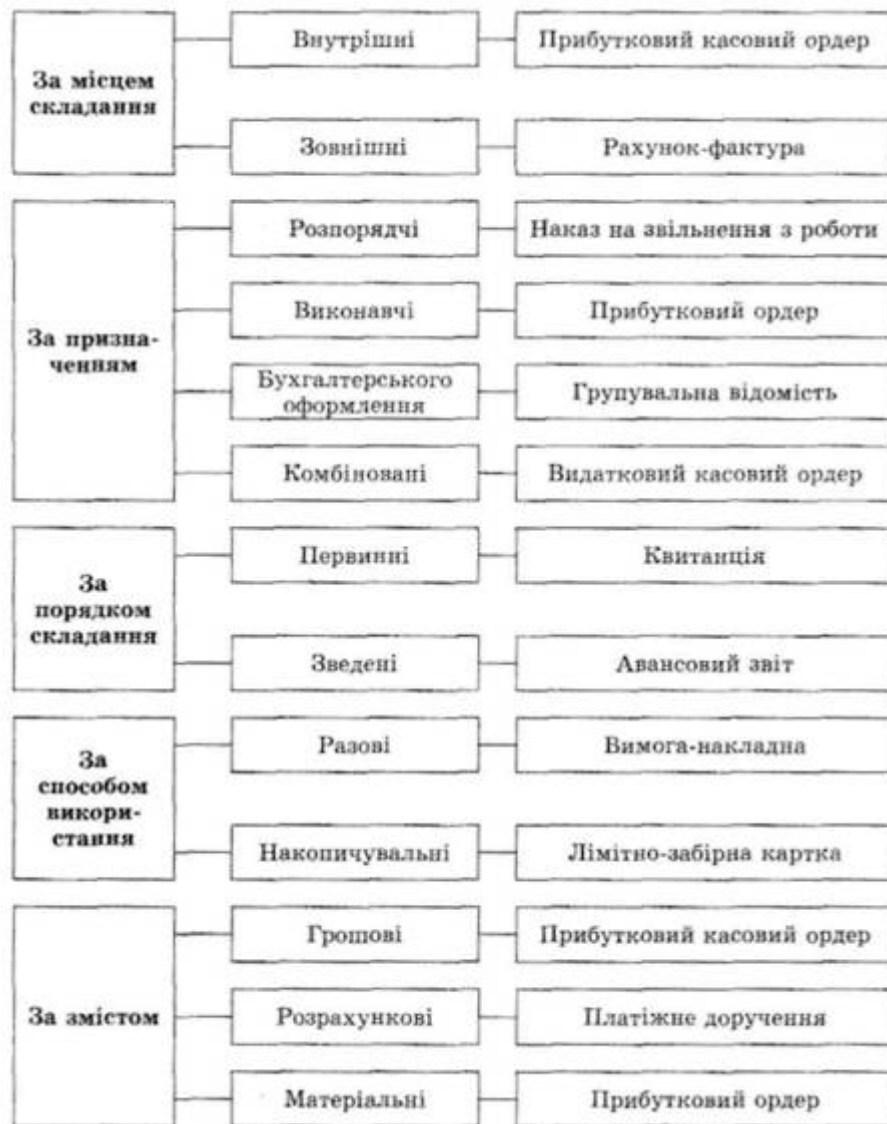 За місцем
складання
Внутрішні
Прибутковий касовий ордер
Зовнішні
Рахунок-фактура
За призна-
ченням
Розпорядчі
Наказ на звільнення з роботи
Виконавчі
Прибутковий ордер
Бухгалтерського
оформлення
Групувальна відомість
Комбіновані
Видатковий касовий ордер
За
порядком
складання
Первинні
Квитанція
Зведені
Авансовий звіт
За
способом
викори-
стання
Разові
Вимога-накладна
Накопичувальні
Лімітно-забірна картка
За змістом
Грошові
Прибутковий касовий ордер
Розрахункові
Платіжне доручення
Матеріальні
Прибутковий ордер